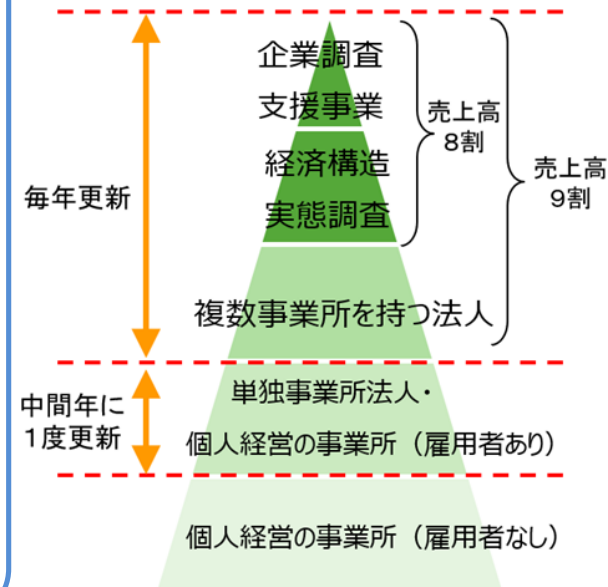 企業調査
支援事業
売上高
8割
経済構造
実態調査
売上高
9割
毎年更新
複数事業所を持つ法人
中間年に
1度更新
単独事業所法人・
個人経営の事業所（雇用者あり）
個人経営の事業所（雇用者なし）